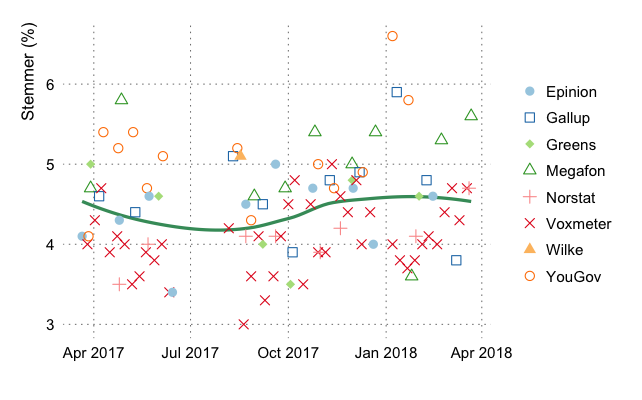 Stemmer (%)
6
5
4
3
Apr 2017
Jul 2017
Oct 2017
Jan 2018
Apr 2018
Epinion
Gallup
Greens
Megafon
Norstat
Voxmeter
Wilke
YouGov